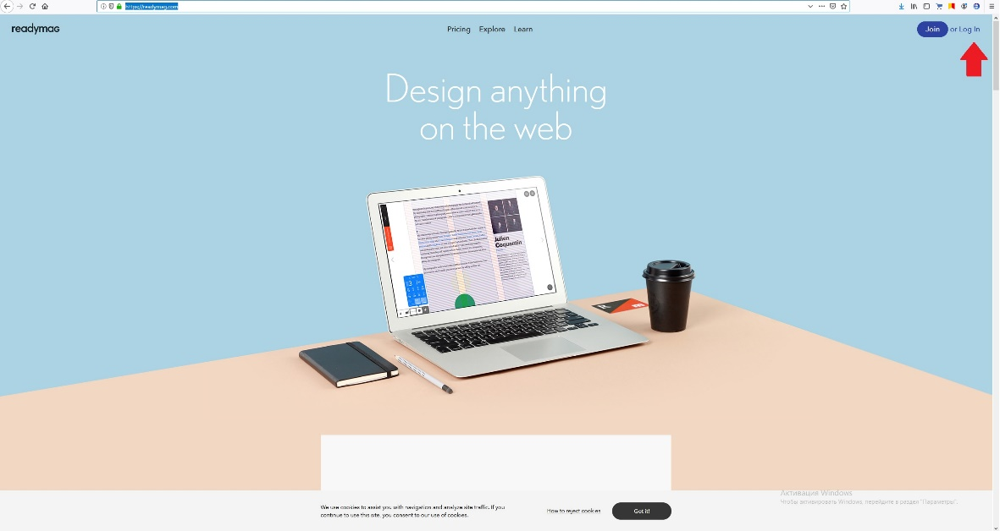 https://readymag.com
readymag
Pricing Explore Learn
Join or Log In
Design anything
on the web
Julien
Coquentin
We use cookies to assist you with navigation and analyze site traffic. If you
continue to use this site, you consent to our use of cookies.
How to reject cookies
Got it!
Активация Windows
Чтобы активировать Windows, перейдите в раздел "Параметры".